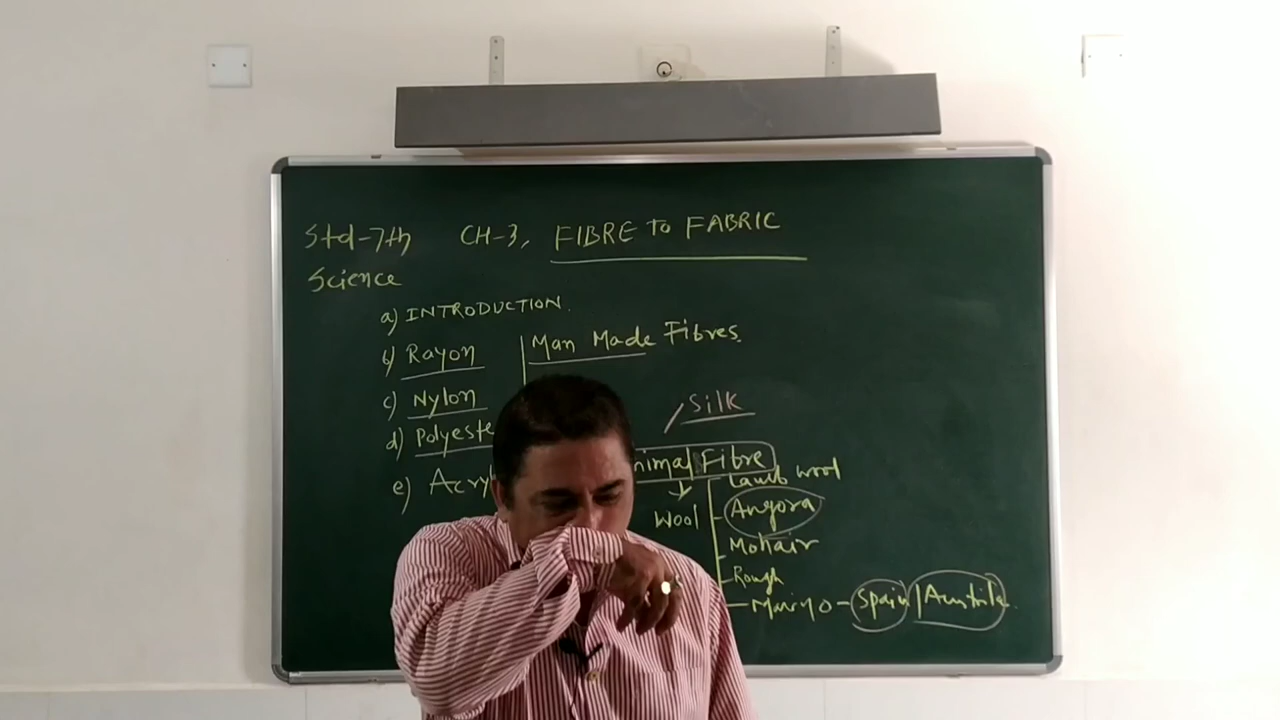 Std-7th CH-3, FIBRE to FABRIC
Science
a) INTRODUCTION.
b) Rayon Man Made Fibres
c) Nylon
Silk
d) Polyeste
nimal Fibre
e) Acry
Lamb wool
Wool Angora
Mohair
Rough
Marino - Spain